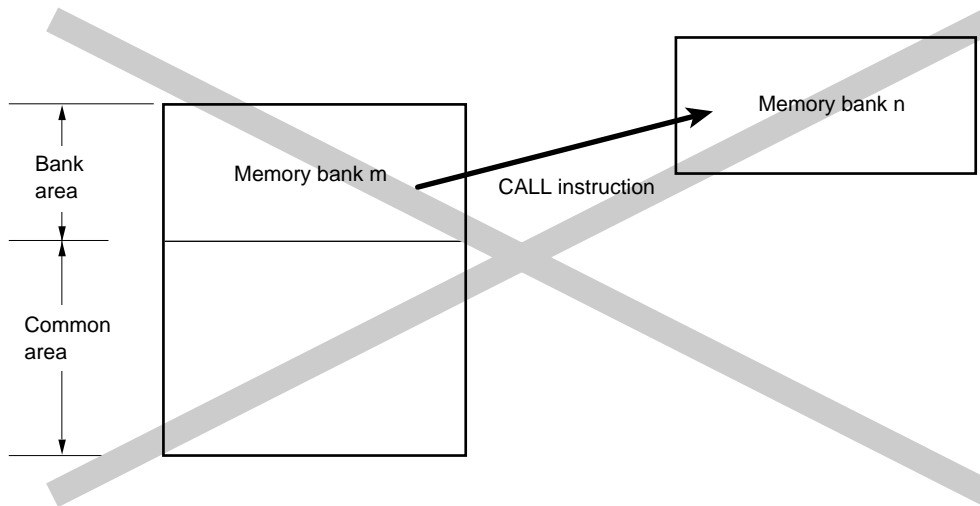 Memory bank n
Bank
area
Memory bank m
CALL instruction
Common
area